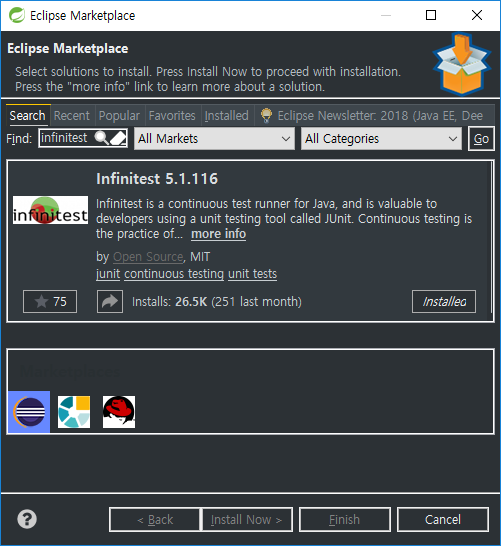 Eclipse Marketplace
Eclipse Marketplace
Select solutions to install. Press Install Now to proceed with installation.
Press the "more info" link to learn more about a solution.
Search Recent Popular Favorites Installed Eclipse Newsletter: 2018 (Java EE, Dee
Find: infinitest All Markets All Categories Go
Infinitest 5.1.116
infinitest
Infinitest is a continuous test runner for Java, and is valuable to
developers using a unit testing tool called JUnit. Continuous testing is
the practice of... more info
by Open Source, MIT
junit continuous testing unit tests
75 Installs: 26.5K (251 last month) Installed
Marketplaces
? < Back Install Now > Finish Cancel